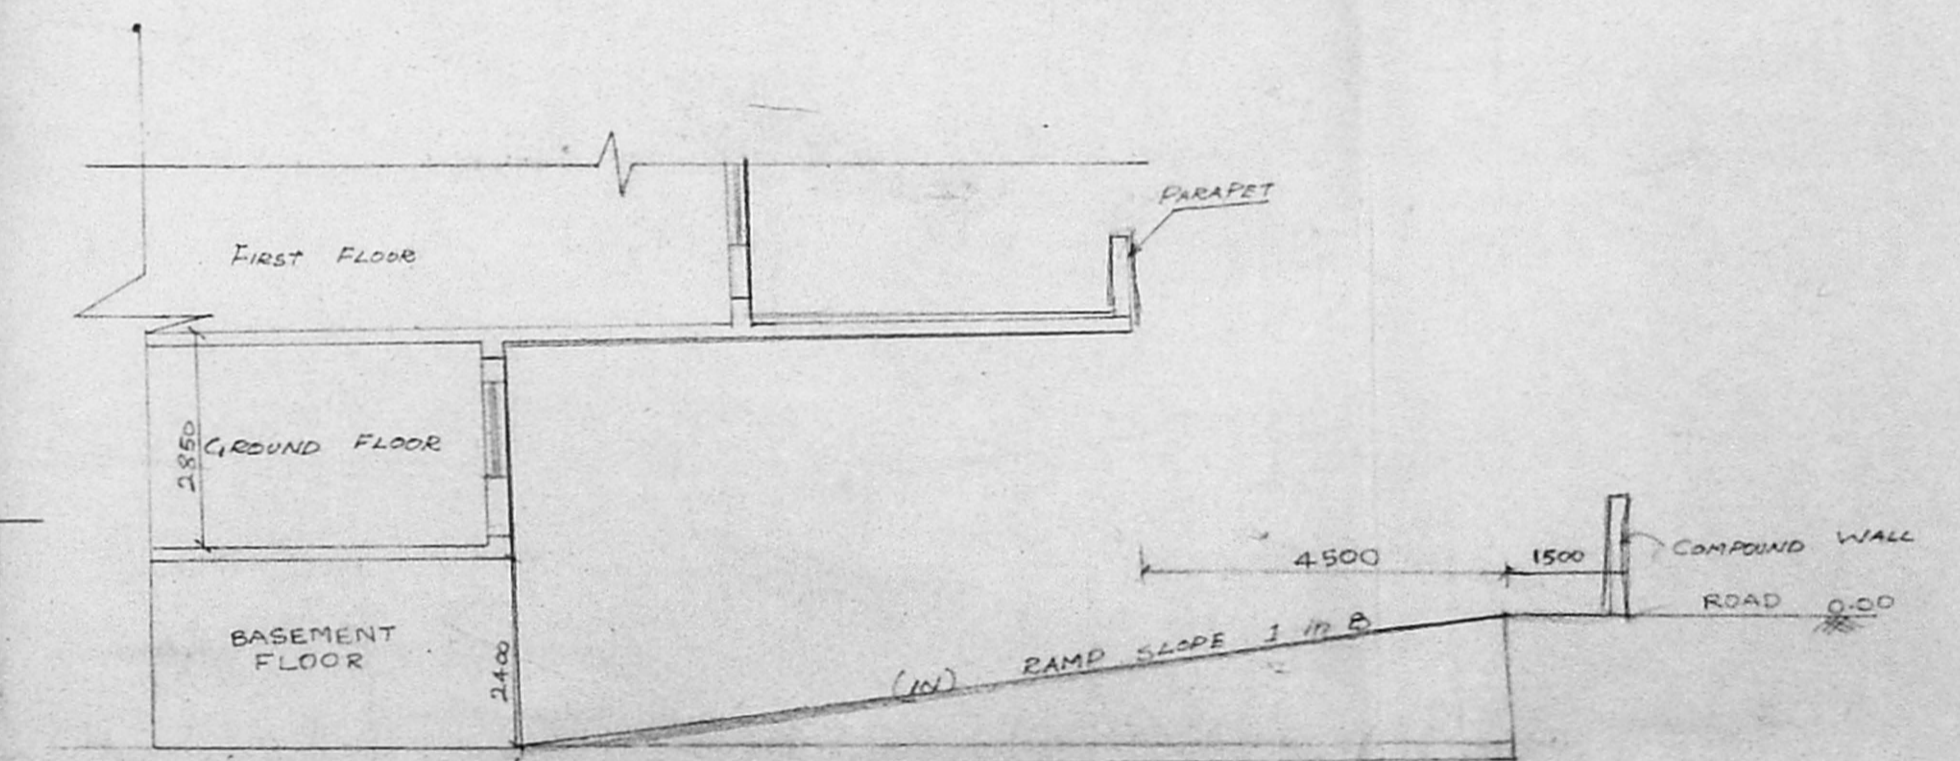 PARAPET
FIRST FLOOR
2850
GROUND FLOOR
4500
1500
COMPOUND WALL
ROAD 0.00
BASEMENT
FLOOR
2400
(IN) RAMP SLOPE 1 in 8